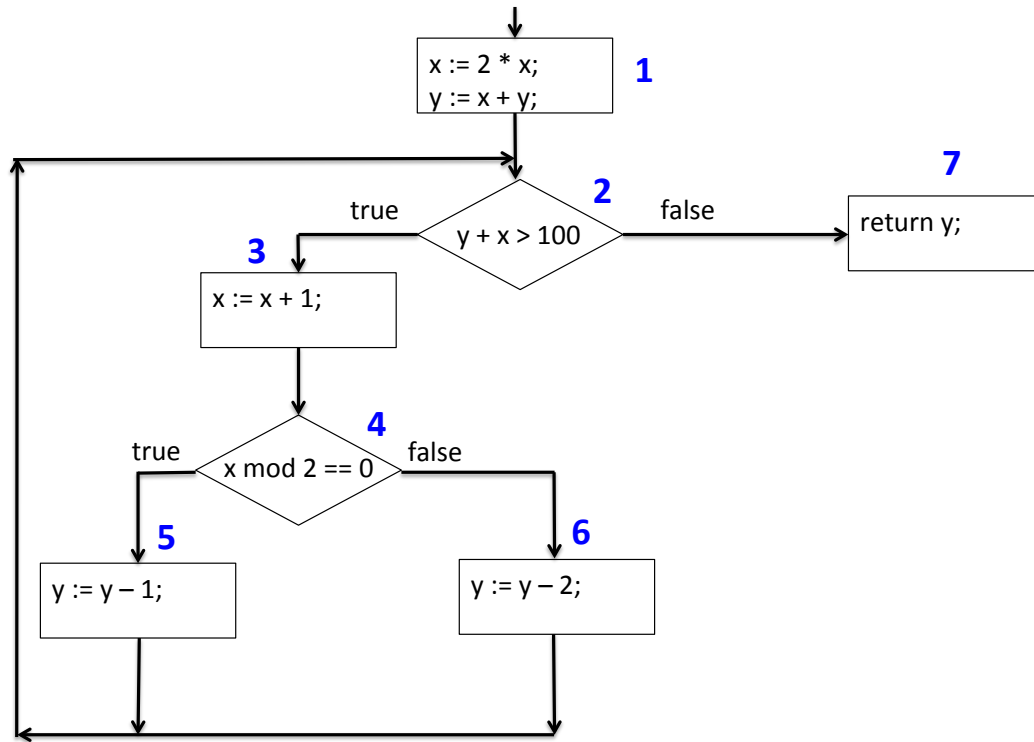 x := 2 * x;
y := x + y;
1
2
7
true
y + x > 100
false
return y;
3
x := x + 1;
4
true
x mod 2 == 0
false
5
6
y := y – 1;
y := y – 2;